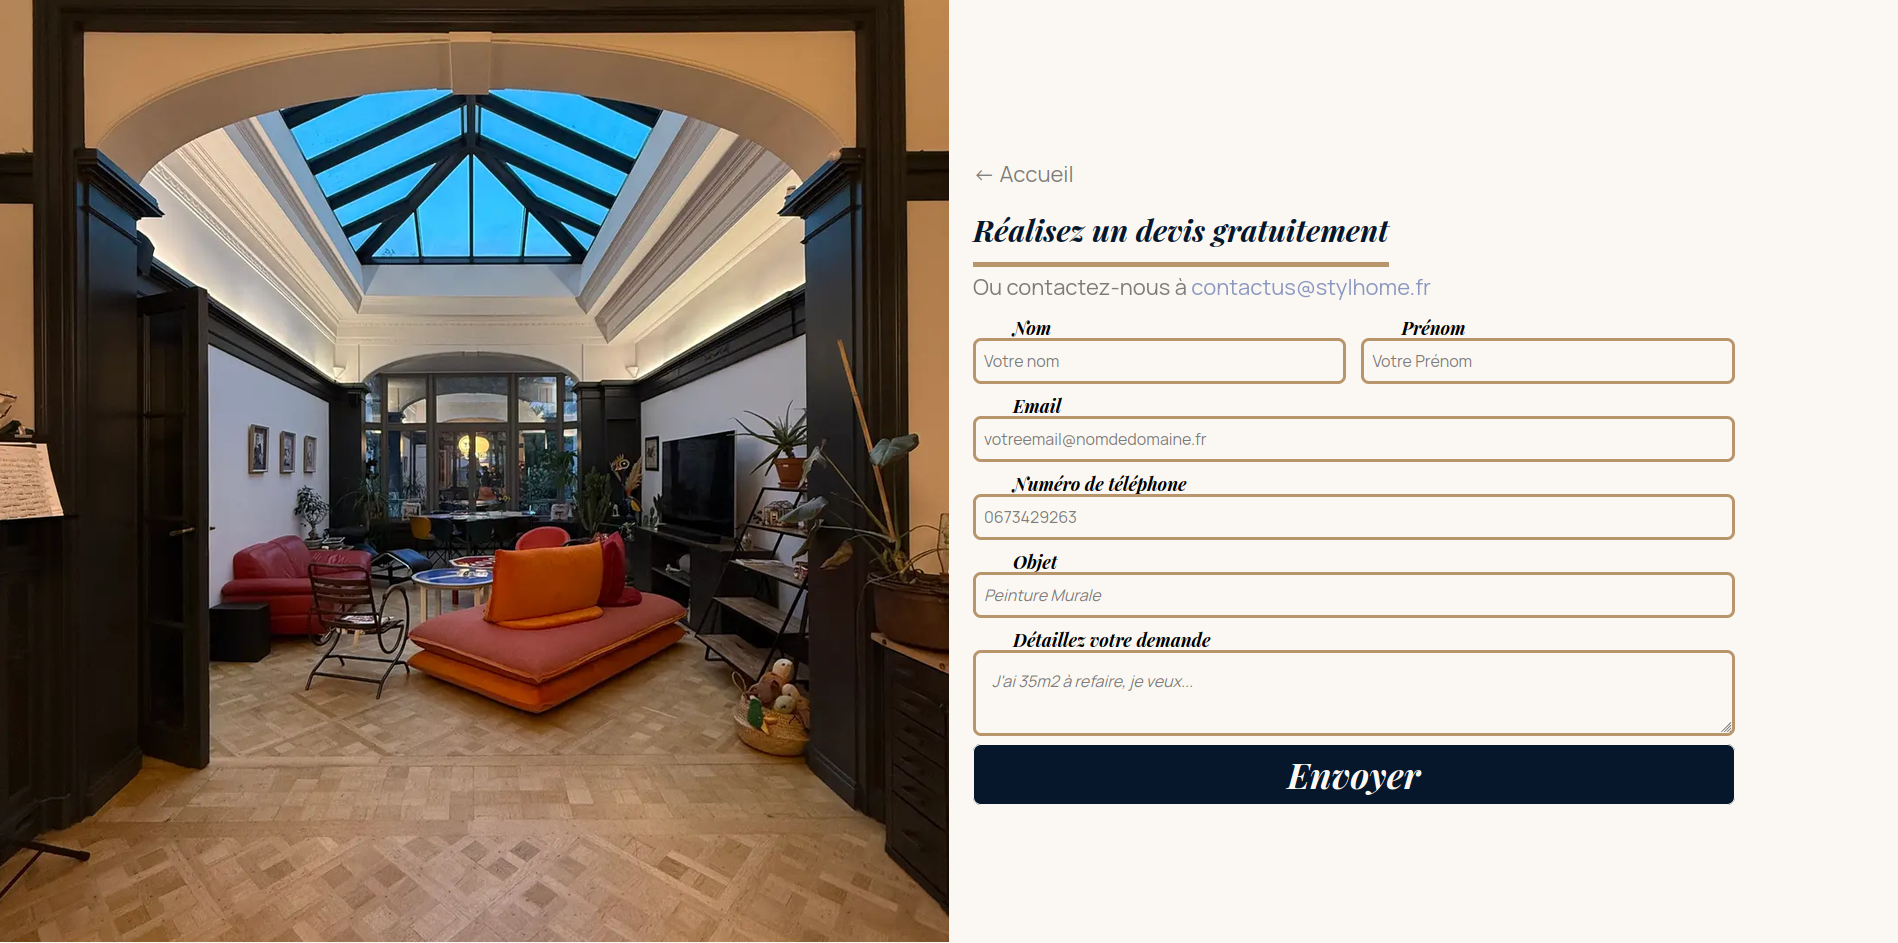 ← Accueil
Réalisez un devis gratuitement
Ou contactez-nous à contactus@stylhome.fr
Nom
Prénom
Votre nom
Votre Prénom
Email
votreemail@nomdedomaine.fr
Numéro de téléphone
0673429263
Objet
Peinture Murale
Détaillez votre demande
J'ai 35m2 à refaire, je veux...
Envoyer